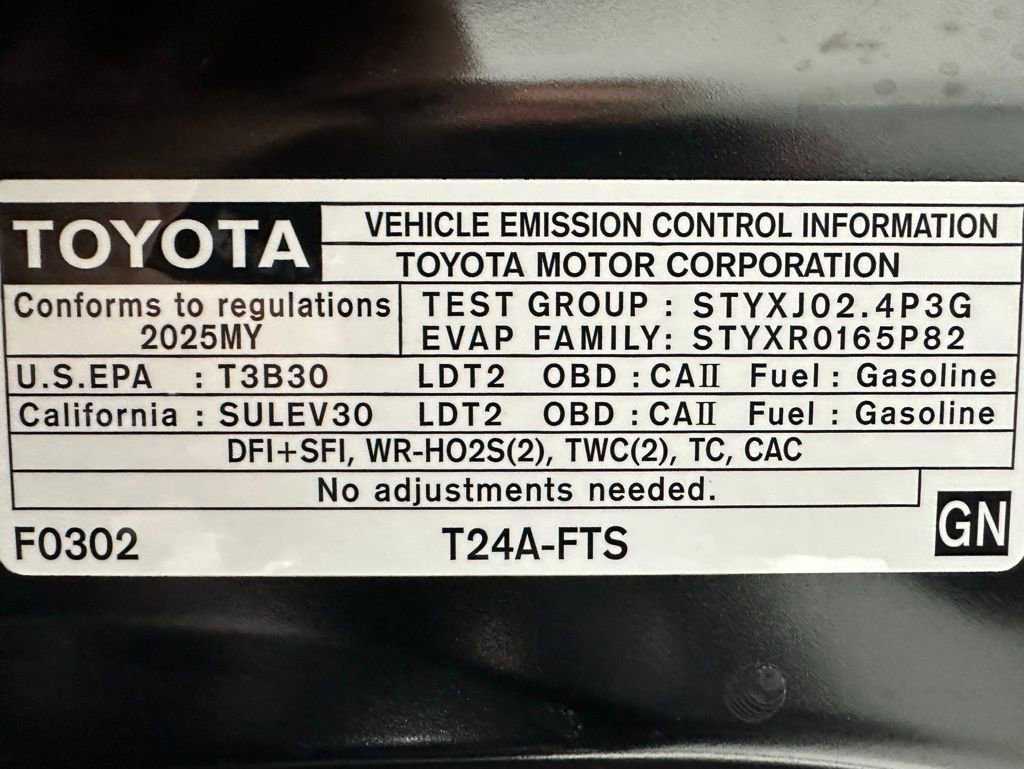 TOYOTA
VEHICLE EMISSION CONTROL INFORMATION
TOYOTA MOTOR CORPORATION
Conforms to regulations
2025MY
TEST GROUP : STYXJ02.4P3G
EVAP FAMILY: STYXR0165P82
U.S.EPA : T3B30 LDT2 OBD : CAII Fuel : Gasoline
California : SULEV30 LDT2 OBD : CAII Fuel : Gasoline
DFI+SFI, WR-HO2S(2), TWC(2), TC, CAC
No adjustments needed.
GN
F0302 T24A-FTS